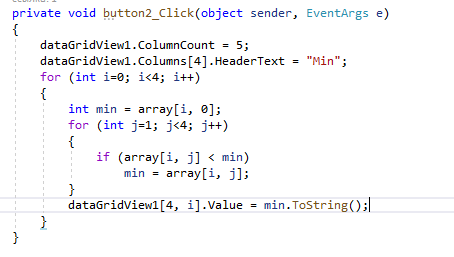 private void button2_Click(object sender, EventArgs e)
{
dataGridView1.ColumnCount = 5;
dataGridView1.Columns[4].HeaderText = "Min";
for (int i=0; i<4; i++)
{
int min = array[i, 0];
for (int j=1; j<4; j++)
{
if (array[i, j] < min)
min = array[i, j];
}
dataGridView1[4, i].Value = min.ToString();
}
}